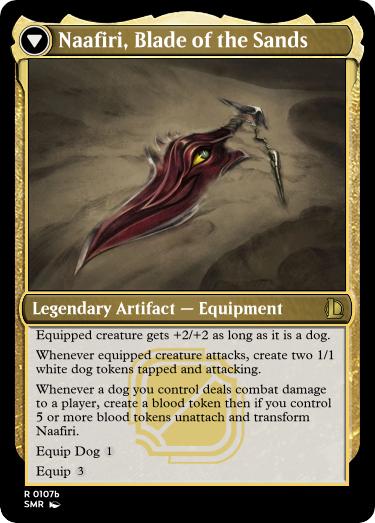 Naafiri, Blade of the Sands
Legendary Artifact — Equipment
Equipped creature gets +2/+2 as long as it is a dog.
Whenever equipped creature attacks, create two 1/1
white dog tokens tapped and attacking.
Whenever a dog you control deals combat damage
to a player, create a blood token then if you control
5 or more blood tokens unattach and transform
Naafiri.
Equip Dog 1
Equip 3
R 0107b
SMR